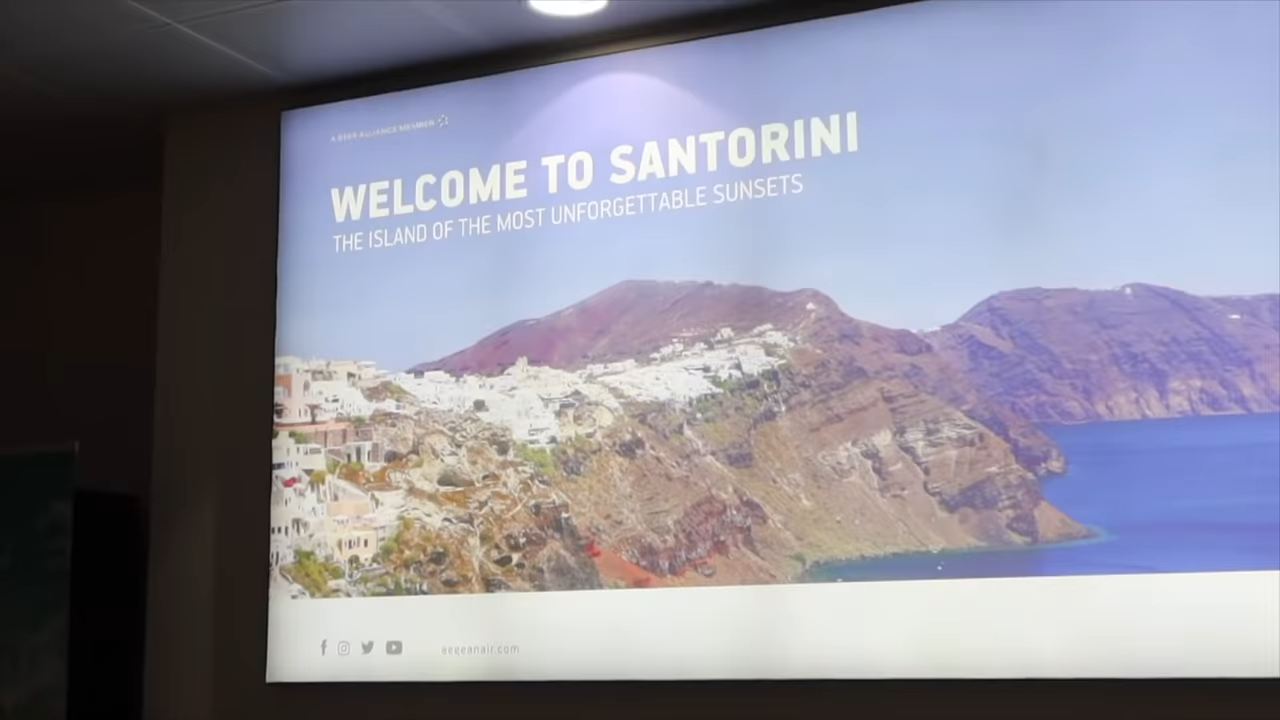 A STAR ALLIANCE MEMBER
WELCOME TO SANTORINI
THE ISLAND OF THE MOST UNFORGETTABLE SUNSETS
aegeanair.com